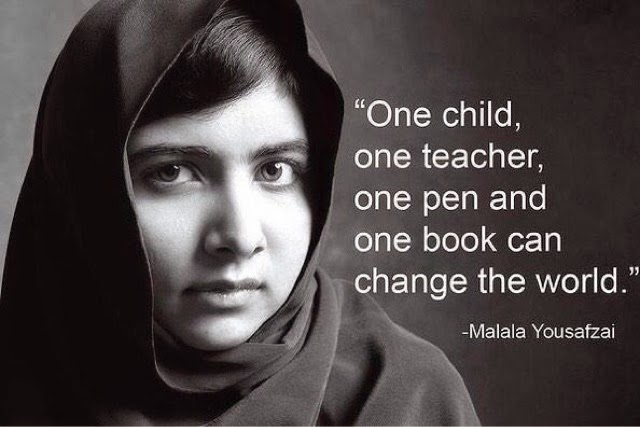 “One child,
one teacher,
one pen and
one book can
change the world.”
-Malala Yousafzai